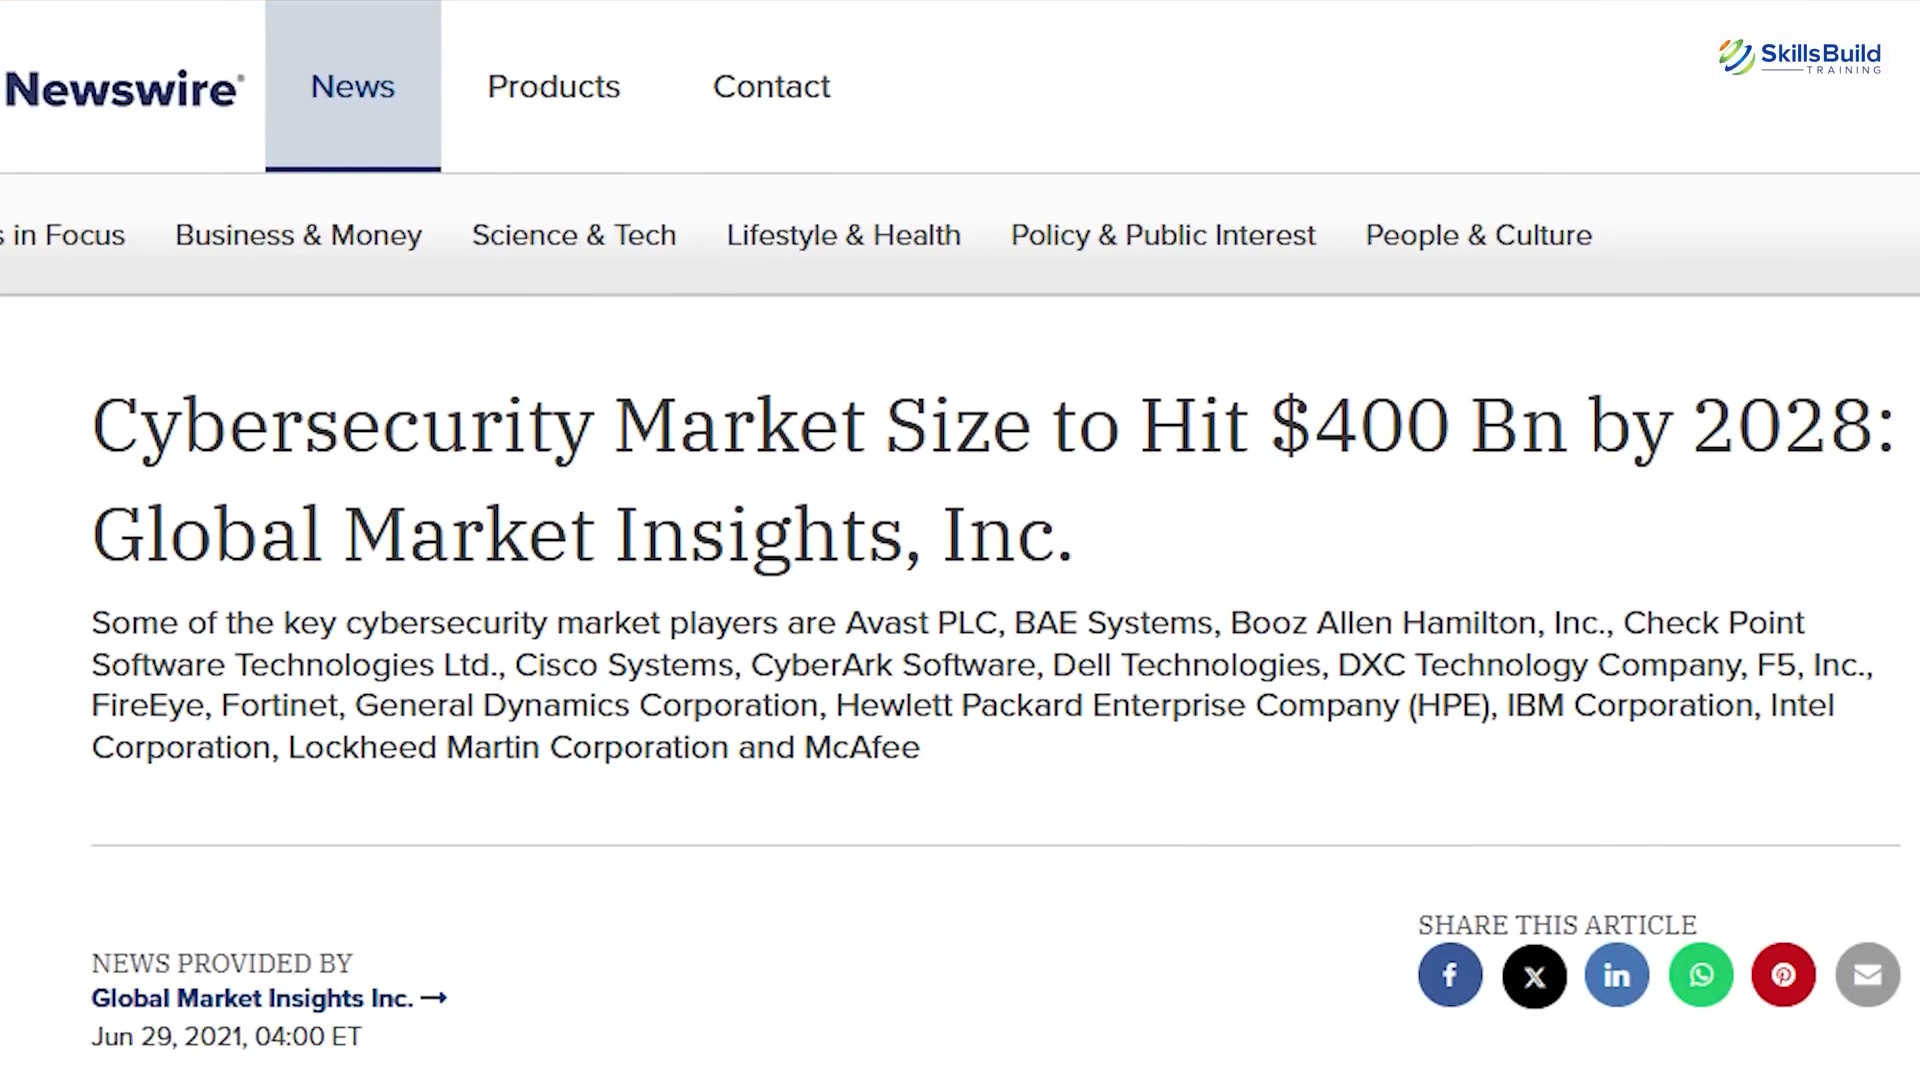 Newswire®
News
Products
Contact
SkillsBuild
TRAINING
s in Focus
Business & Money
Science & Tech
Lifestyle & Health
Policy & Public Interest
People & Culture
Cybersecurity Market Size to Hit $400 Bn by 2028:
Global Market Insights, Inc.
Some of the key cybersecurity market players are Avast PLC, BAE Systems, Booz Allen Hamilton, Inc., Check Point
Software Technologies Ltd., Cisco Systems, CyberArk Software, Dell Technologies, DXC Technology Company, F5, Inc.,
FireEye, Fortinet, General Dynamics Corporation, Hewlett Packard Enterprise Company (HPE), IBM Corporation, Intel
Corporation, Lockheed Martin Corporation and McAfee
NEWS PROVIDED BY
Global Market Insights Inc. →
Jun 29, 2021, 04:00 ET
SHARE THIS ARTICLE